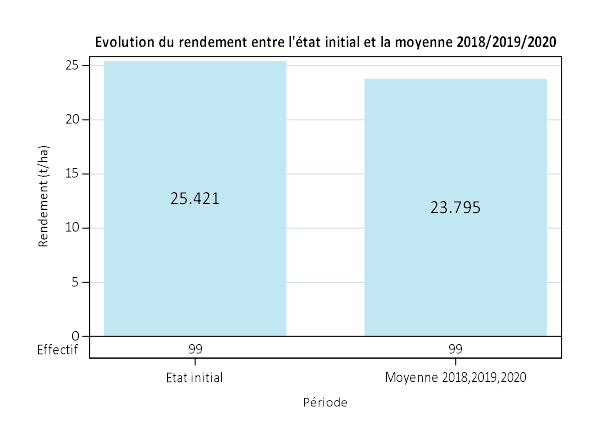 Evolution du rendement entre l'état initial et la moyenne 2018/2019/2020
25
20
15
10
5
0
Rendement (t/ha)
25.421
23.795
Effectif 99 99
Etat initial Moyenne 2018,2019,2020
Période